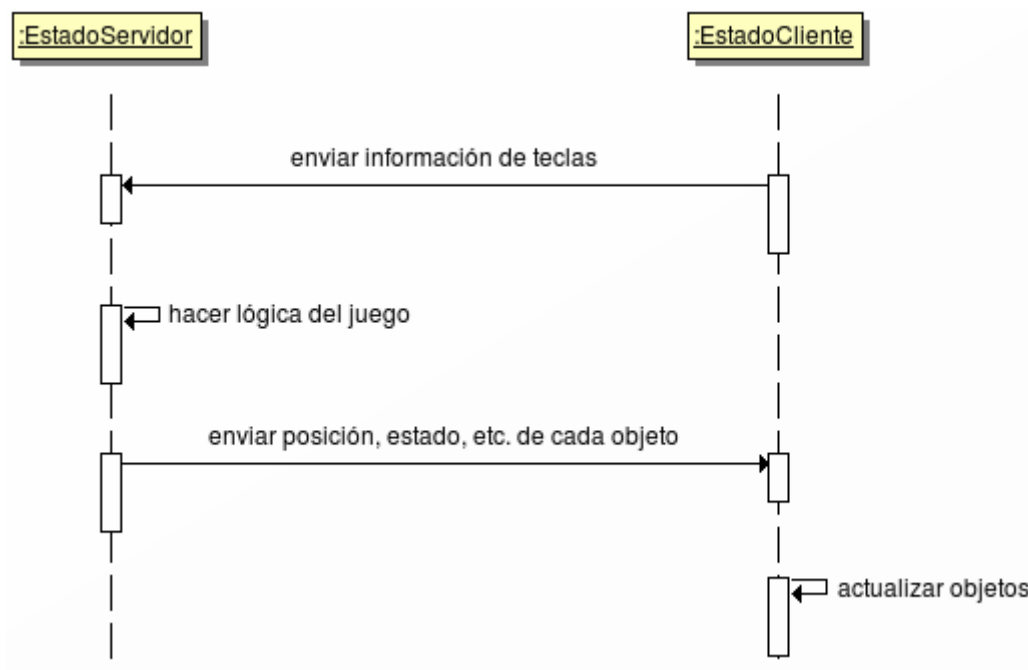 :EstadoServidor
:EstadoCliente
enviar información de teclas
hacer lógica del juego
enviar posición, estado, etc. de cada objeto
actualizar objetos